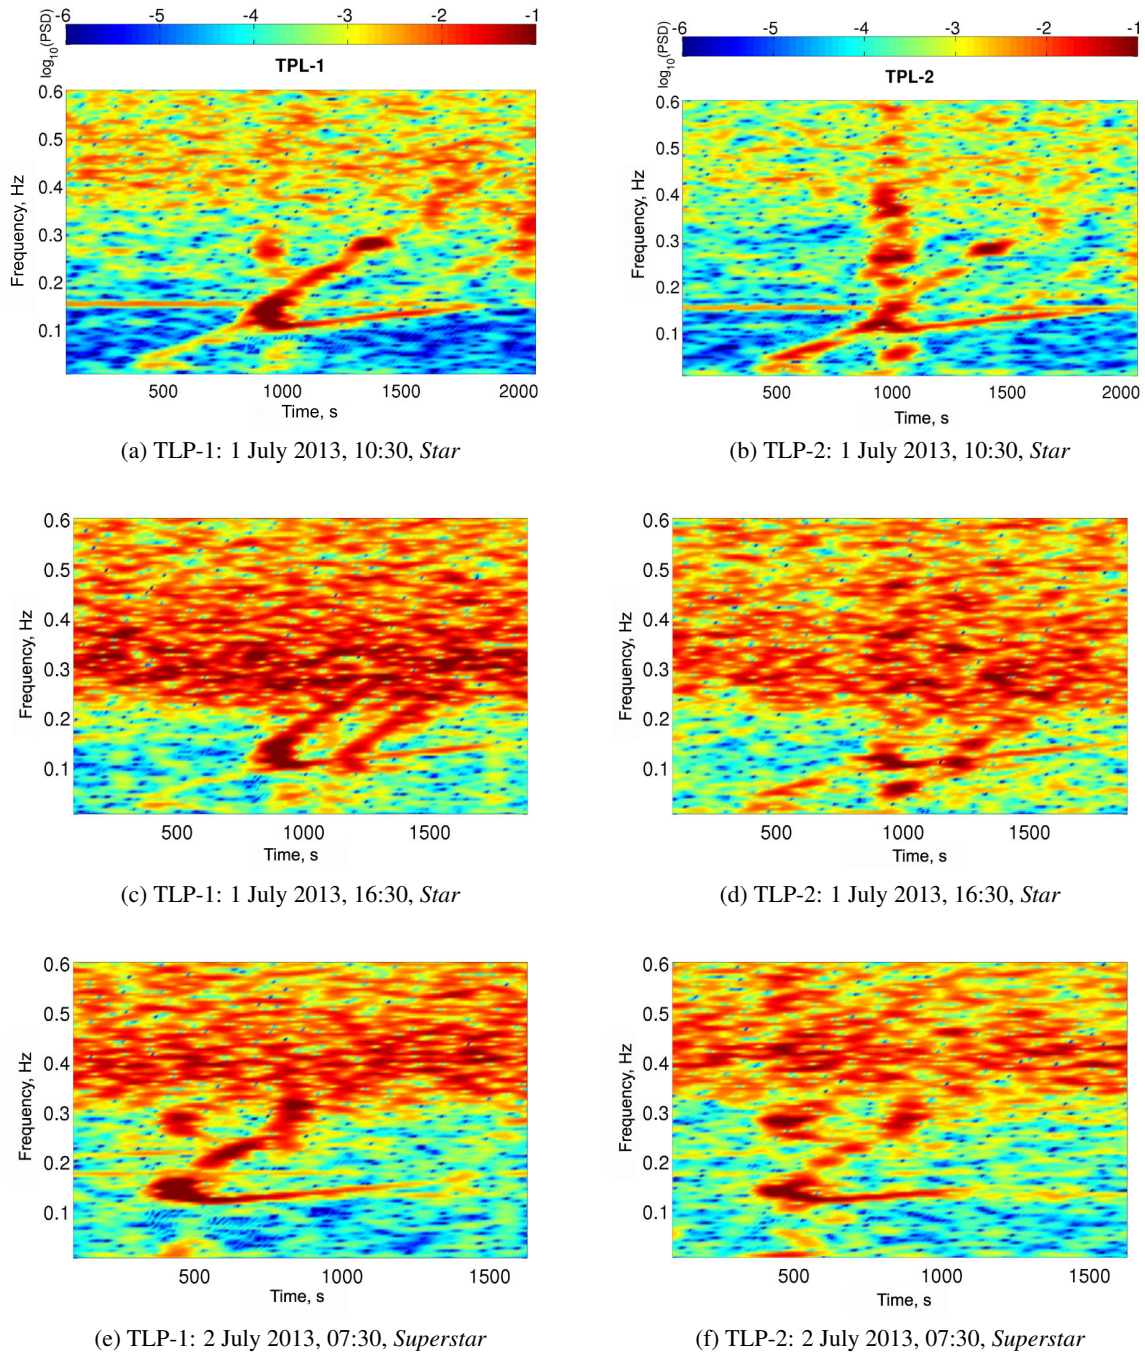 -6 -5 -4 -3 -2 -1
log10(PSD)
TPL-1
0.6
0.5
0.4
0.3
0.2
0.1
Frequency, Hz
500 1000 1500 2000
Time, s
(a) TLP-1: 1 July 2013, 10:30, Star
-6 -5 -4 -3 -2 -1
log10(PSD)
TPL-2
0.6
0.5
0.4
0.3
0.2
0.1
Frequency, Hz
500 1000 1500 2000
Time, s
(b) TLP-2: 1 July 2013, 10:30, Star
0.6
0.5
0.4
0.3
0.2
0.1
Frequency, Hz
500 1000 1500
Time, s
(c) TLP-1: 1 July 2013, 16:30, Star
0.6
0.5
0.4
0.3
0.2
0.1
Frequency, Hz
500 1000 1500
Time, s
(d) TLP-2: 1 July 2013, 16:30, Star
0.6
0.5
0.4
0.3
0.2
0.1
Frequency, Hz
500 1000 1500
Time, s
(e) TLP-1: 2 July 2013, 07:30, Superstar
0.6
0.5
0.4
0.3
0.2
0.1
Frequency, Hz
500 1000 1500
Time, s
(f) TLP-2: 2 July 2013, 07:30, Superstar